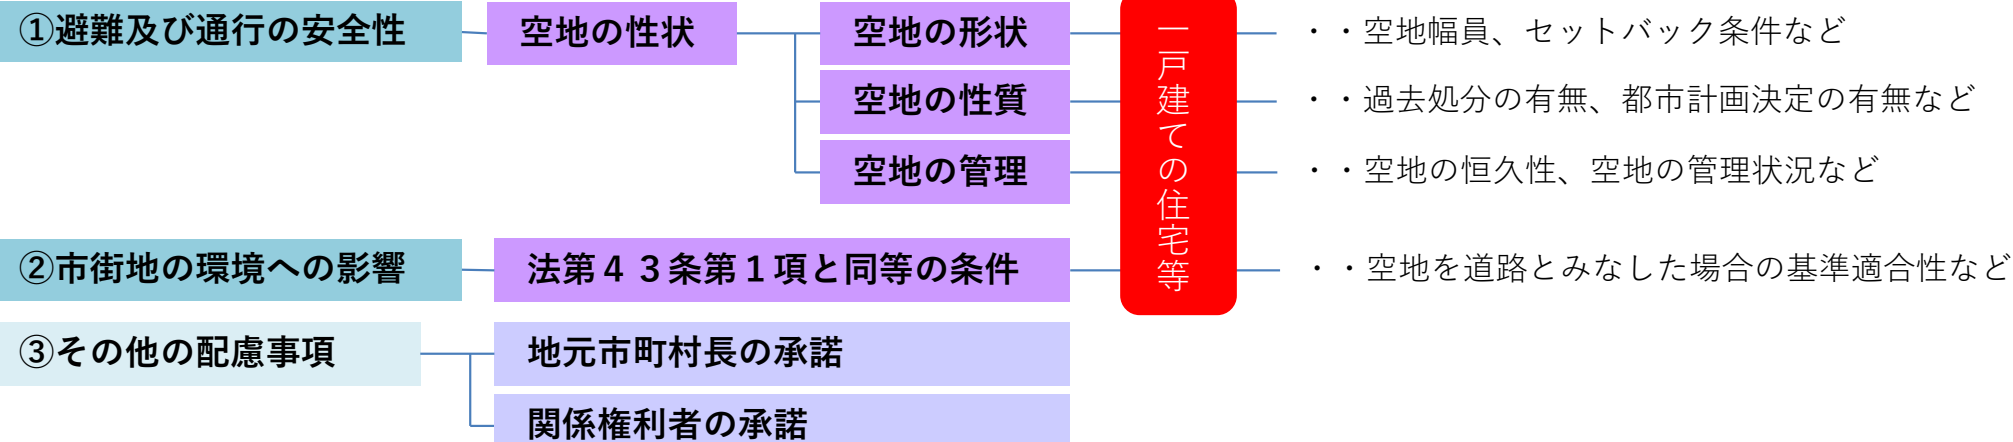 ①避難及び通行の安全性
空地の性状
空地の形状
・・空地幅員、セットバック条件など
空地の性質
・・過去処分の有無、都市計画決定の有無など
空地の管理
・・空地の恒久性、空地の管理状況など
一戸建ての住宅等
②市街地の環境への影響
法第４３条第１項と同等の条件
・・空地を道路とみなした場合の基準適合性など
③その他の配慮事項
地元市町村長の承諾
関係権利者の承諾